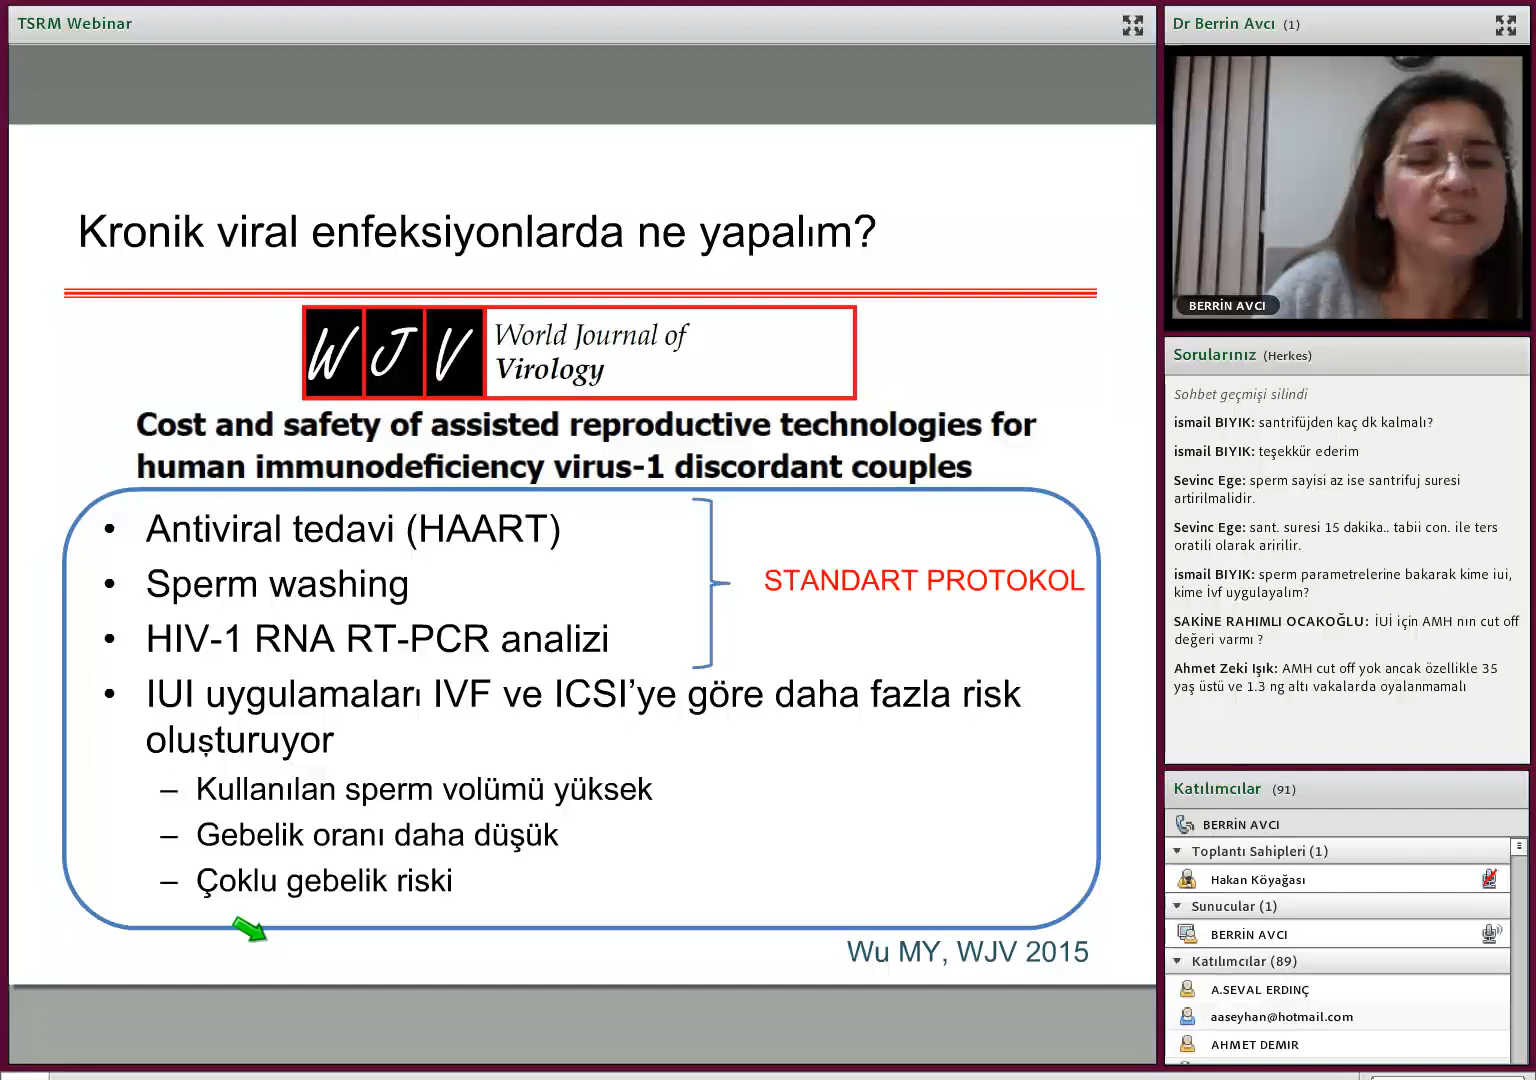 TSRM Webinar
Kronik viral enfeksiyonlarda ne yapalım?
W J V
World Journal of
Virology
Cost and safety of assisted reproductive technologies for
human immunodeficiency virus-1 discordant couples
• Antiviral tedavi (HAART)
• Sperm washing
• HIV-1 RNA RT-PCR analizi
STANDART PROTOKOL
• IUI uygulamaları IVF ve ICSI’ye göre daha fazla risk
oluşturuyor
– Kullanılan sperm volümü yüksek
– Gebelik oranı daha düşük
– Çoklu gebelik riski
Wu MY, WJV 2015
Dr Berrin Avcı (1)
BERRİN AVCI
Sorularınız (Herkes)
Sohbet geçmişi silindi
ismail BIYIK: santrifüjden kaç dk kalmalı?
ismail BIYIK: teşekkür ederim
Sevinc Ege: sperm sayisi az ise santrifuj suresi
artirilmalidir.
Sevinc Ege: sant. suresi 15 dakika.. tabii con. ile ters
oratili olarak aririlir.
ismail BIYIK: sperm parametrelerine bakarak kime iui,
kime İvf uygulayalım?
SAKİNE RAHIMLI OCAKOĞLU: İUİ için AMH nın cut off
değeri varmı ?
Ahmet Zeki Işık: AMH cut off yok ancak özellikle 35
yaş üstü ve 1.3 ng altı vakalarda oyalanmamalı
Katılımcılar (91)
BERRİN AVCI
Toplantı Sahipleri (1)
Hakan Köyağası
Sunucular (1)
BERRİN AVCI
Katılımcılar (89)
A.SEVAL ERDINÇ
aaseyhan@hotmail.com
AHMET DEMIR